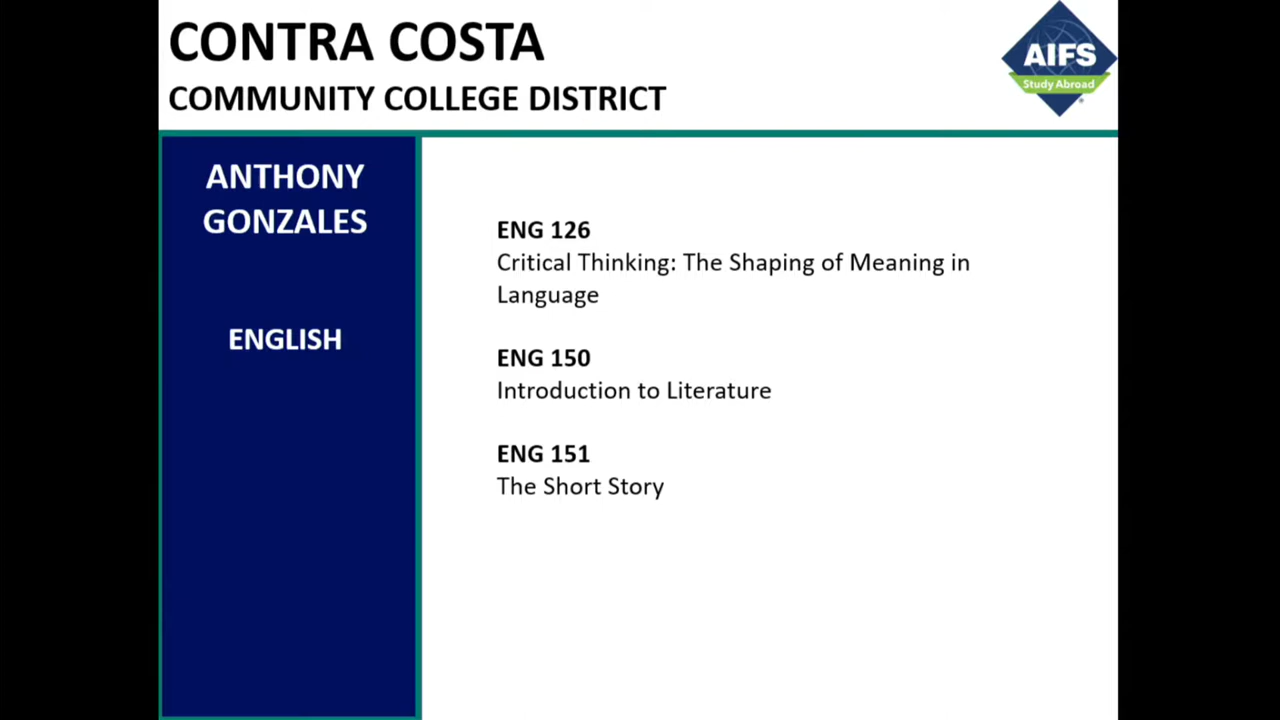 CONTRA COSTA
COMMUNITY COLLEGE DISTRICT
AIFS
Study Abroad
ANTHONY
GONZALES
ENGLISH
ENG 126
Critical Thinking: The Shaping of Meaning in
Language
ENG 150
Introduction to Literature
ENG 151
The Short Story